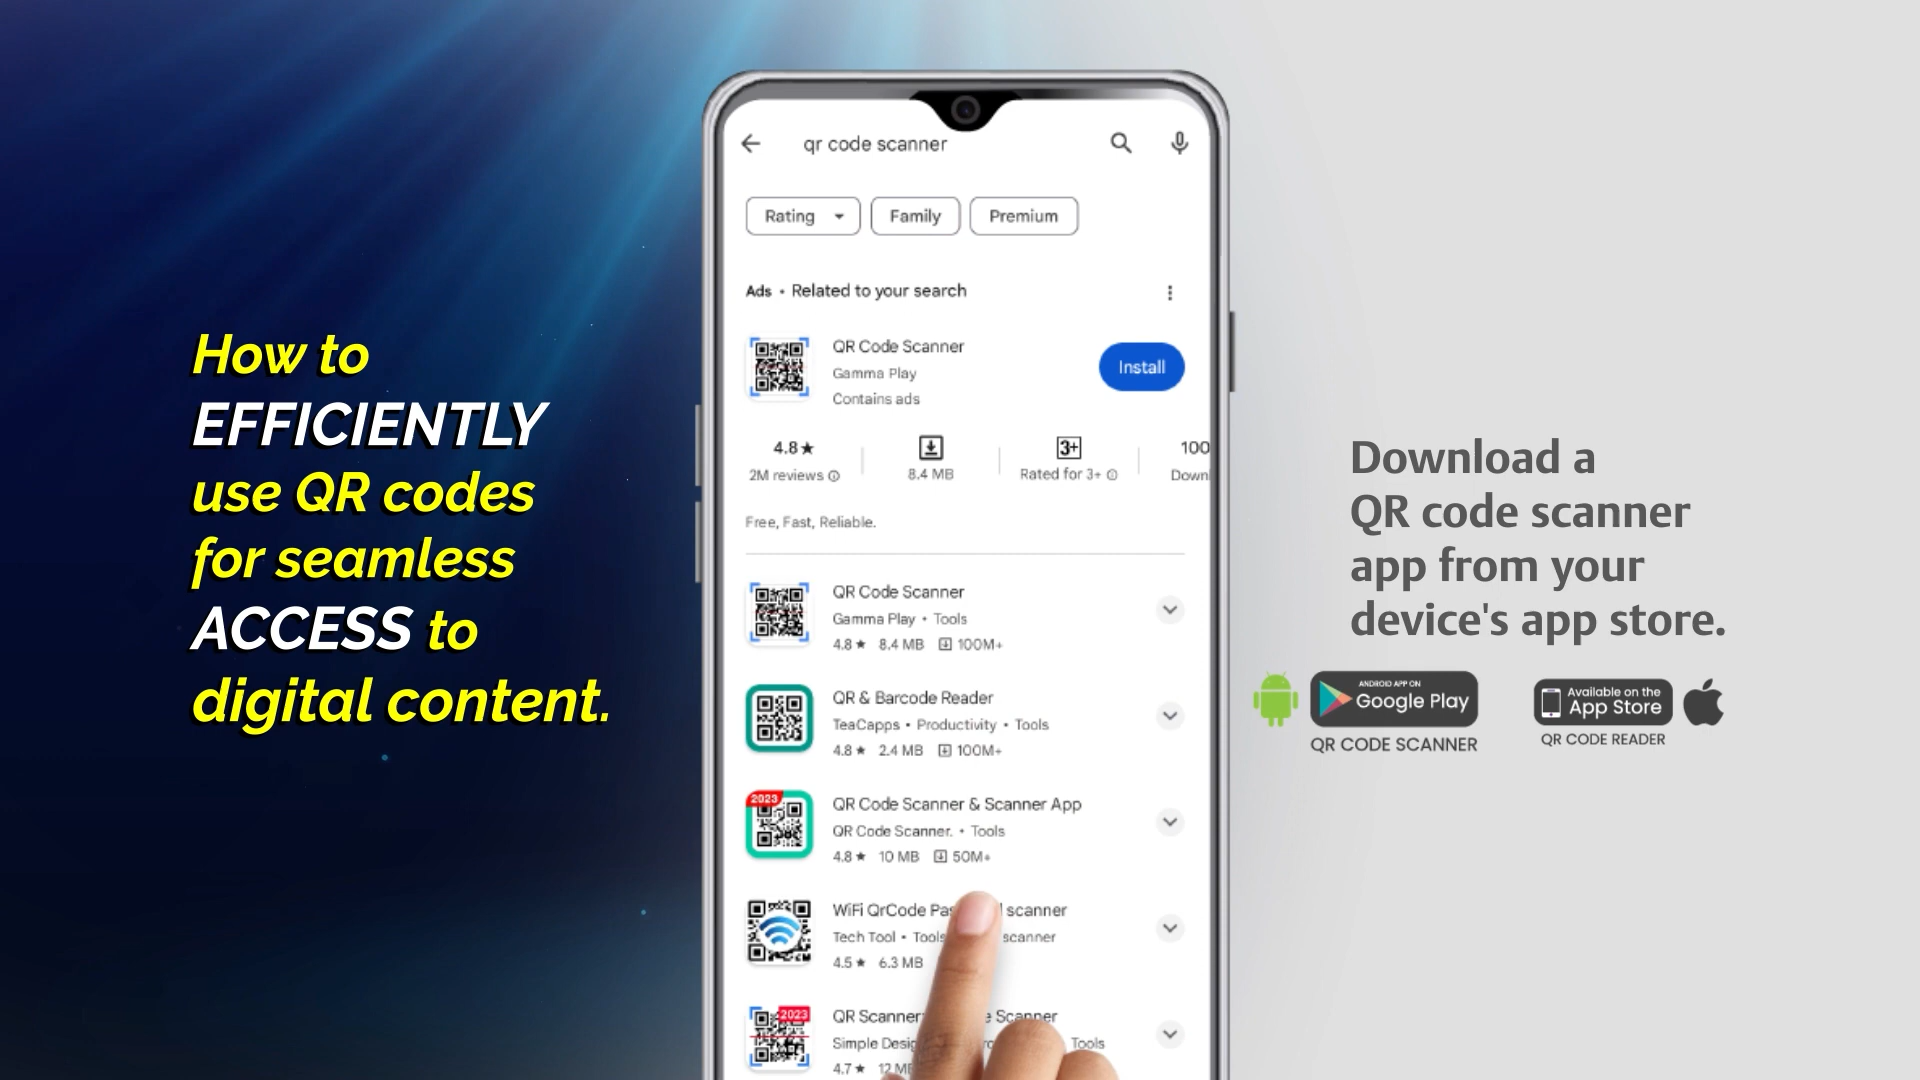 How to
EFFICIENTLY
use QR codes
for seamless
ACCESS to
digital content.
qr code scanner
Rating
Family
Premium
Ads • Related to your search
QR Code Scanner
Gamma Play
Contains ads
Install
4.8★
2M reviews
8.4 MB
3+
Rated for 3+
100
Down
Free, Fast, Reliable.
QR Code Scanner
Gamma Play • Tools
4.8★ 8.4 MB 100M+
QR & Barcode Reader
TeaCapps • Productivity • Tools
4.8★ 2.4 MB 100M+
2023
QR Code Scanner & Scanner App
QR Code Scanner. • Tools
4.8★ 10 MB 50M+
WiFi QrCode scanner
Tech Tool • Tools scanner
4.5★ 6.3 MB
2023
QR Scanner Scanner
Simple Tools
4.7★ 12
Download a
QR code scanner
app from your
device's app store.
ANDROID APP ON
Google Play
QR CODE SCANNER
Available on the
App Store
QR CODE READER